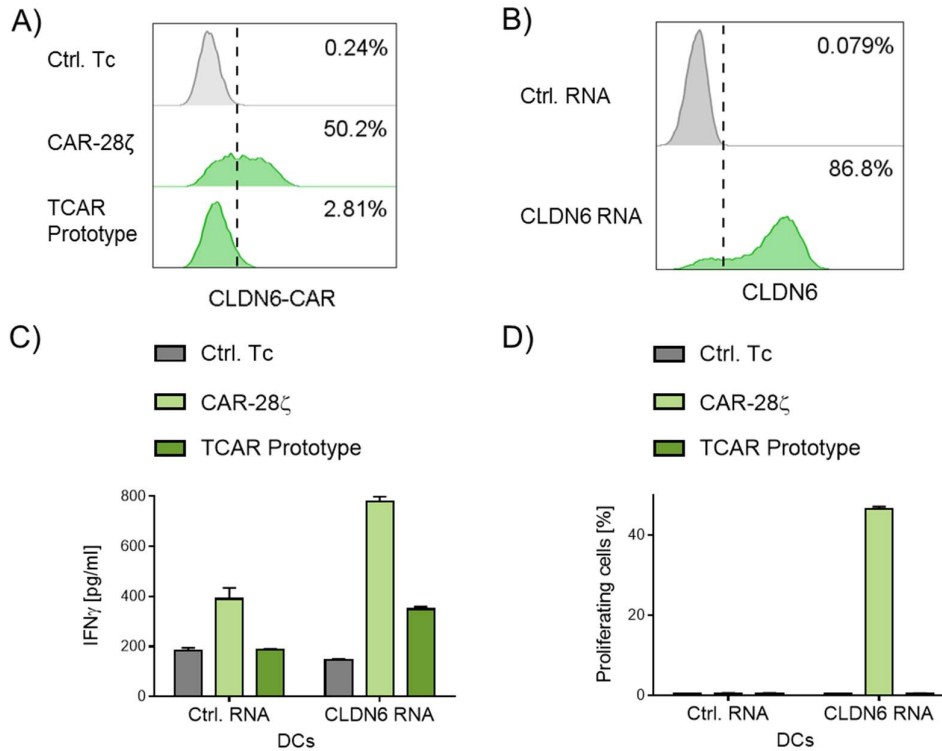 A)
Ctrl. Tc
0.24%
CAR-28ζ
50.2%
TCAR
Prototype
2.81%
CLDN6-CAR
B)
Ctrl. RNA
0.079%
CLDN6 RNA
86.8%
CLDN6
C)
Ctrl. Tc
CAR-28ζ
TCAR Prototype
IFNγ [pg/ml]
800
600
400
200
0
Ctrl. RNA
CLDN6 RNA
DCs
D)
Ctrl. Tc
CAR-28ζ
TCAR Prototype
Proliferating cells [%]
40
20
0
Ctrl. RNA
CLDN6 RNA
DCs